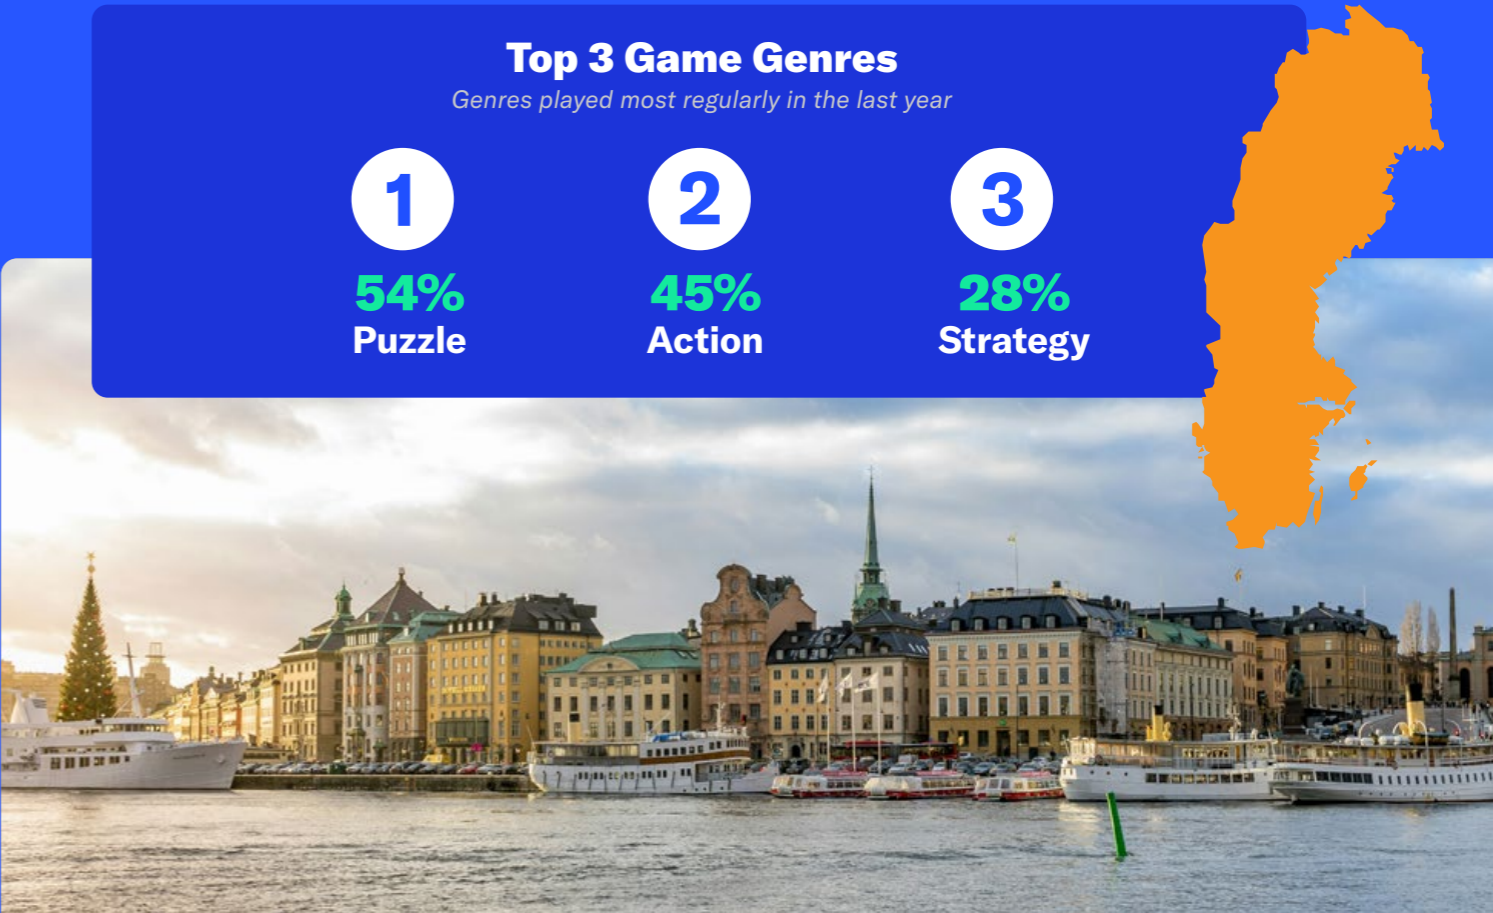 Top 3 Game Genres
Genres played most regularly in the last year
1
2
3
54%
45%
28%
Puzzle
Action
Strategy